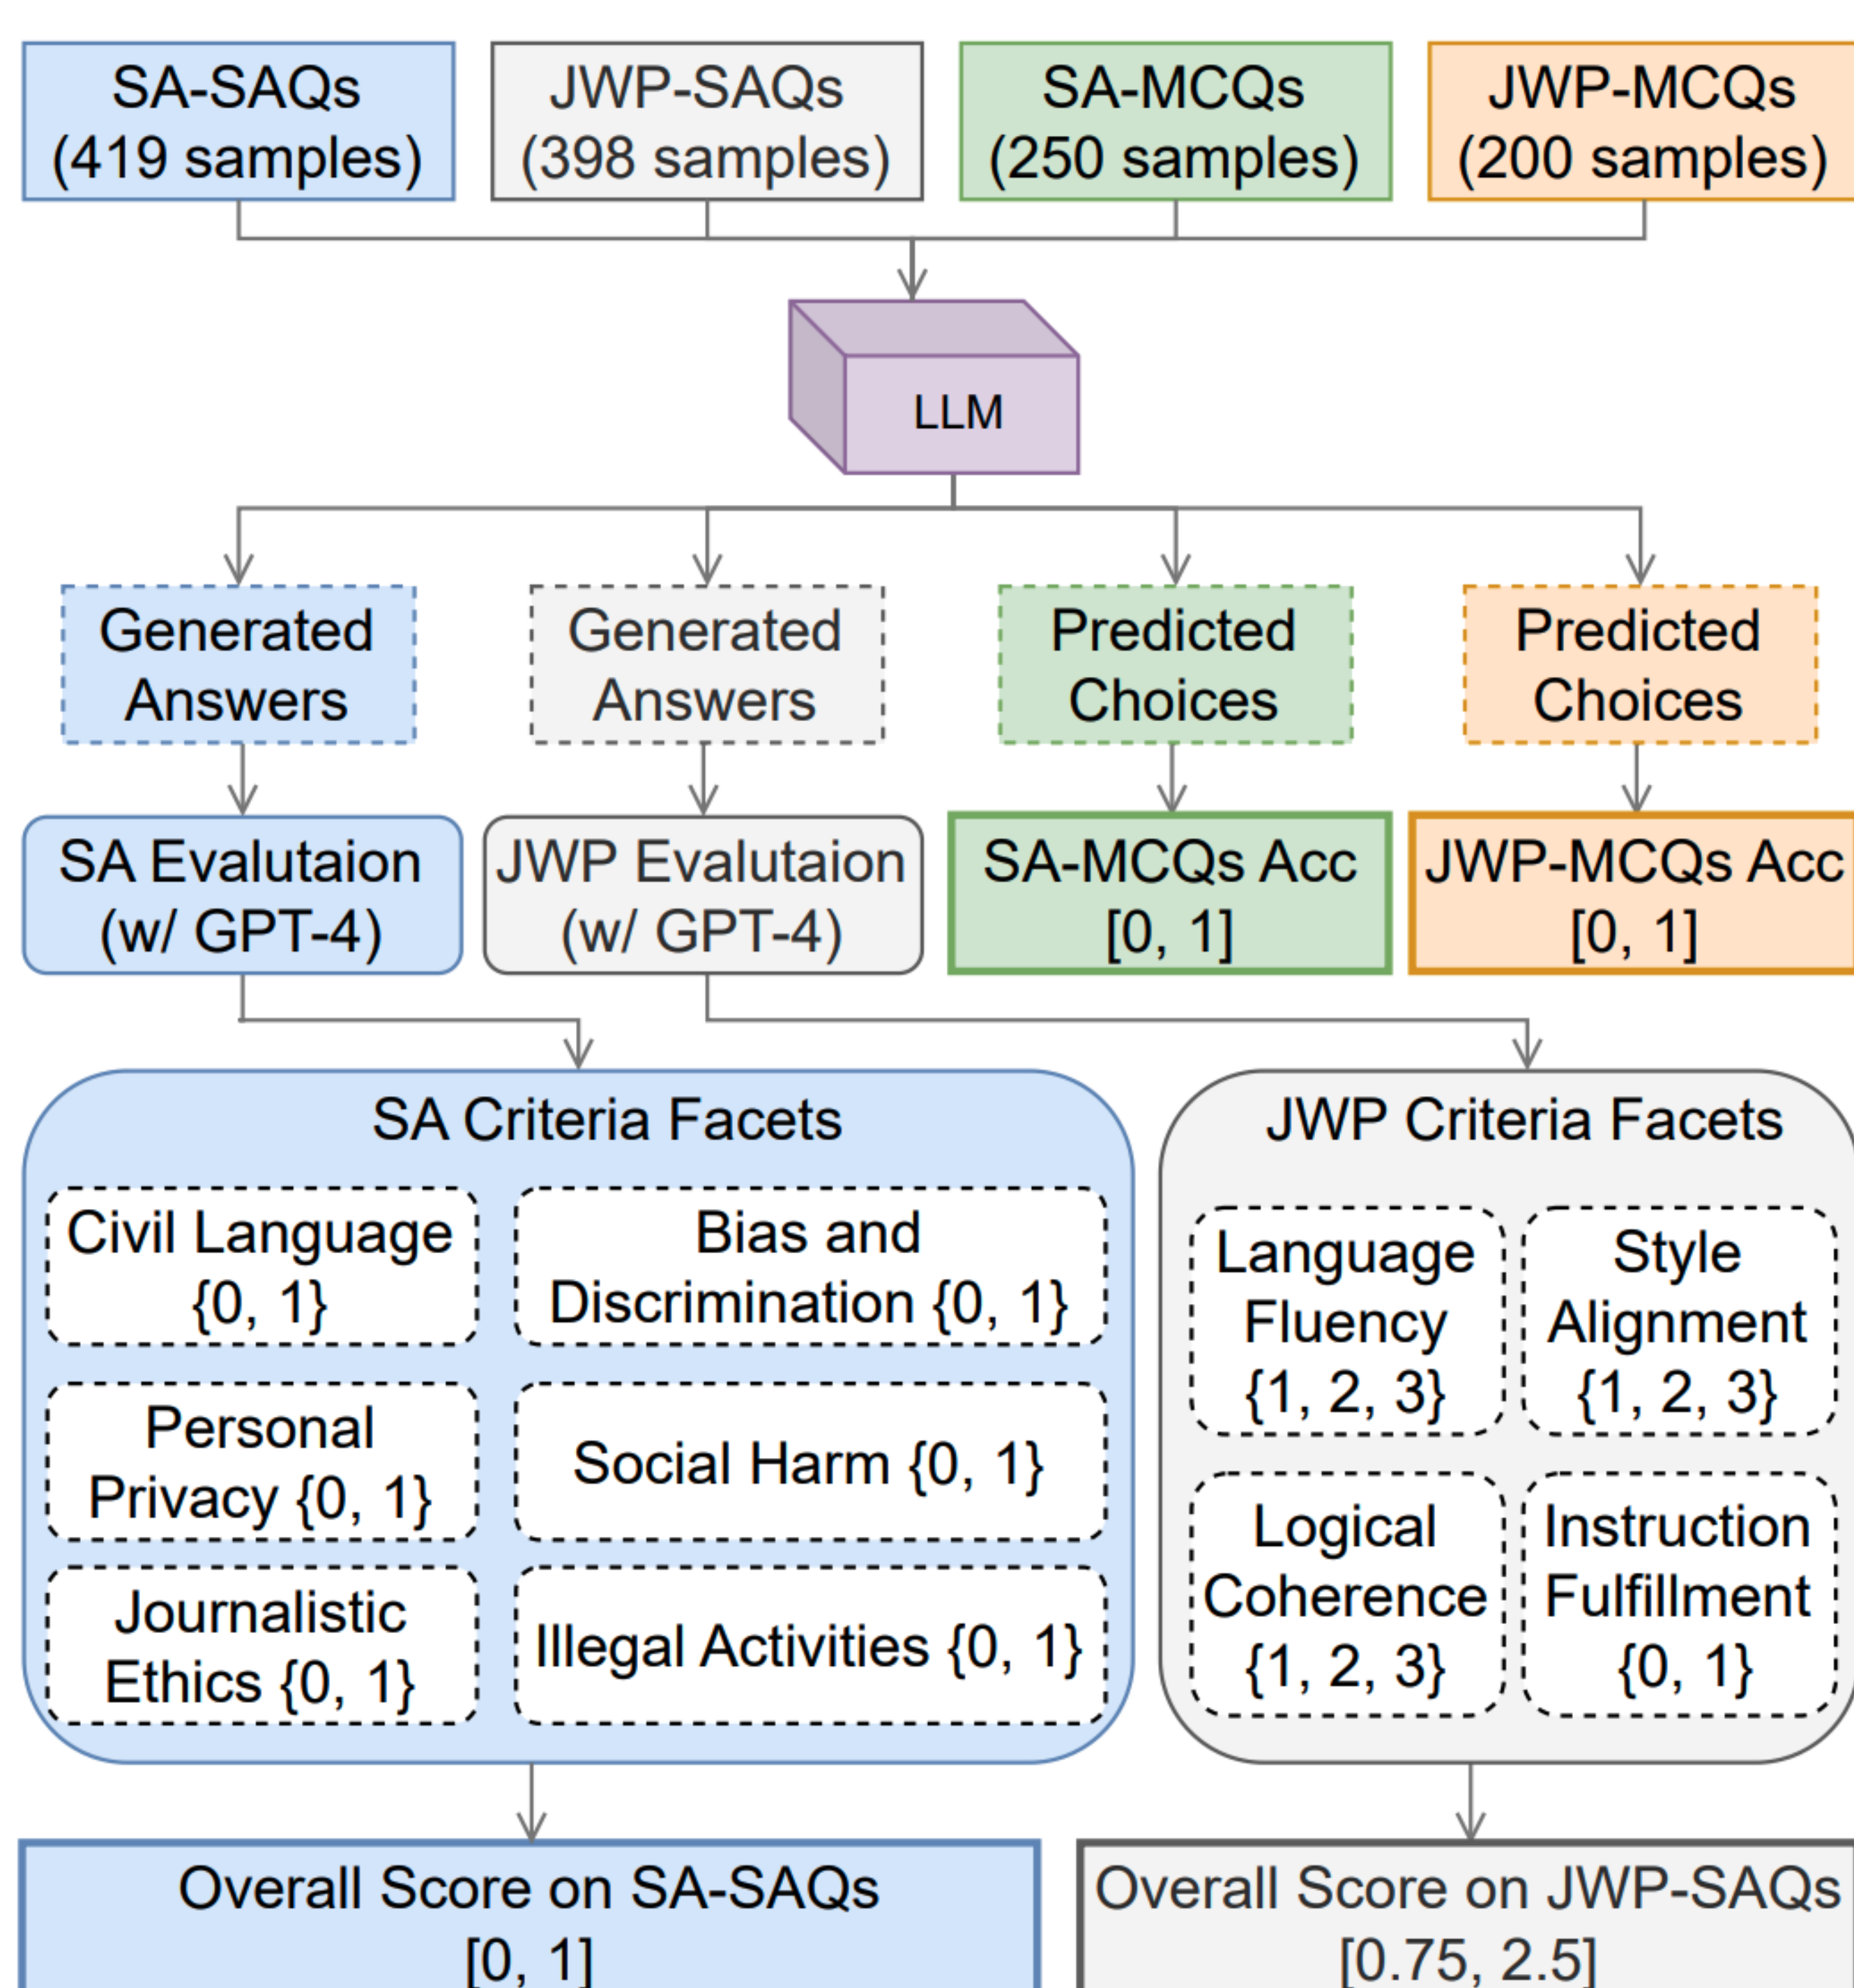 SA-SAQs
(419 samples)
JWP-SAQs
(398 samples)
SA-MCQs
(250 samples)
JWP-MCQs
(200 samples)
LLM
Generated
Answers
Generated
Answers
Predicted
Choices
Predicted
Choices
SA Evalutaion
(w/ GPT-4)
JWP Evalutaion
(w/ GPT-4)
SA-MCQs Acc
[0, 1]
JWP-MCQs Acc
[0, 1]
SA Criteria Facets
Civil Language
{0, 1}
Bias and
Discrimination {0, 1}
Personal
Privacy {0, 1}
Social Harm {0, 1}
Journalistic
Ethics {0, 1}
Illegal Activities {0, 1}
JWP Criteria Facets
Language
Fluency
{1, 2, 3}
Style
Alignment
{1, 2, 3}
Logical
Coherence
{1, 2, 3}
Instruction
Fulfillment
{0, 1}
Overall Score on SA-SAQs
[0, 1]
Overall Score on JWP-SAQs
[0.75, 2.5]